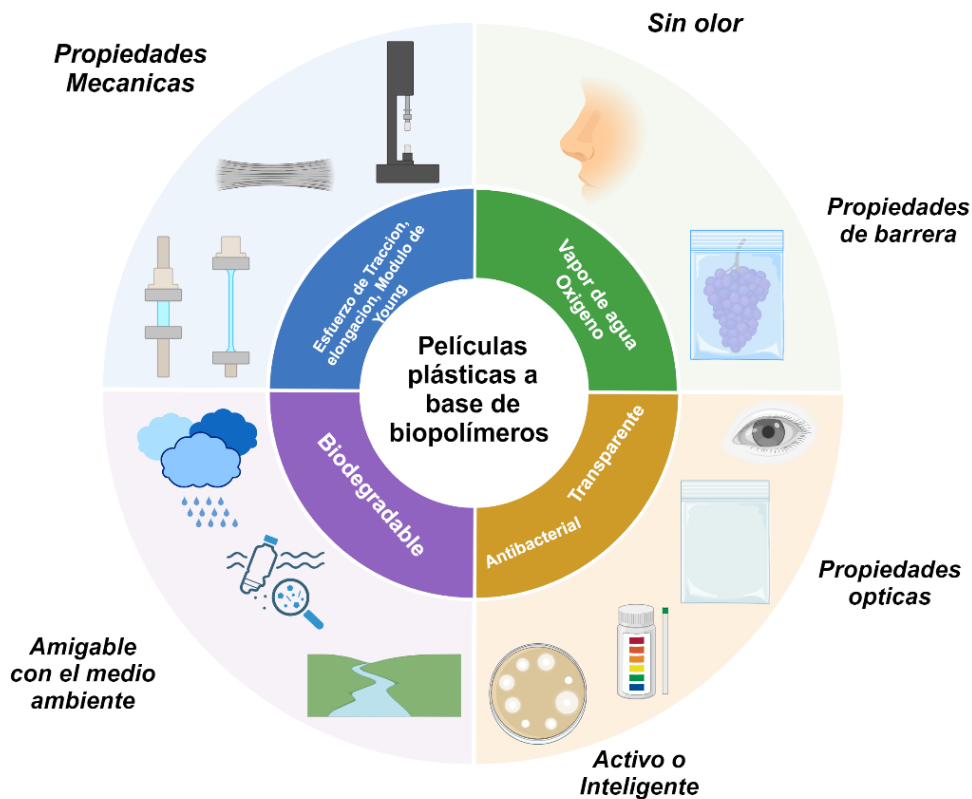 Sin olor
Propiedades
Mecanicas
Propiedades
de barrera
Esfuerzo de Traccion,
elongacion, Modulo de
Young
Vapor de agua
Oxigeno
Películas
plásticas a
base de
biopolímeros
Biodegradable
Transparente
Antibacterial
Propiedades
opticas
Amigable
con el medio
ambiente
Activo o
Inteligente